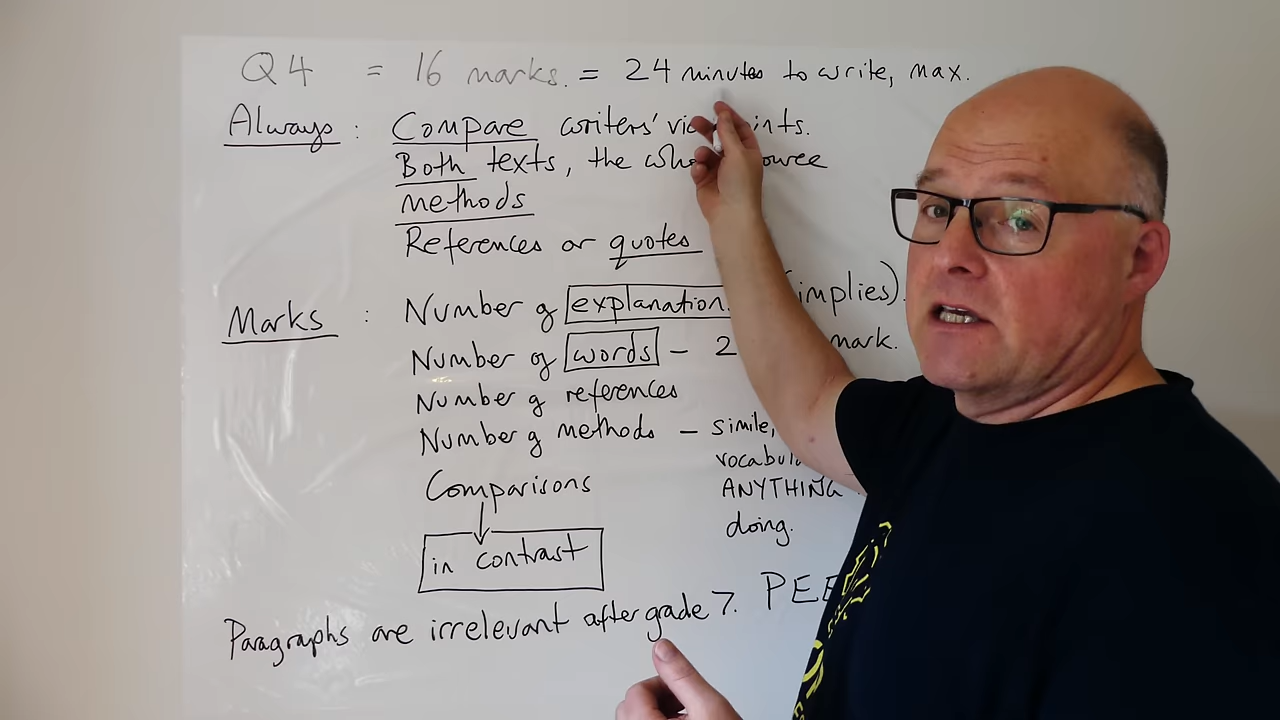 Q4 = 16 marks. = 24 minutes to write, max.
Always : Compare writers'
Both texts, the
methods
References or quotes
Marks : Number of explanation (implies).
Number of words - 2 mark.
Number of references
Number of methods - simile,
Comparisons
ANYTHING
doing.
in contrast
Paragraphs are irrelevant after grade 7.